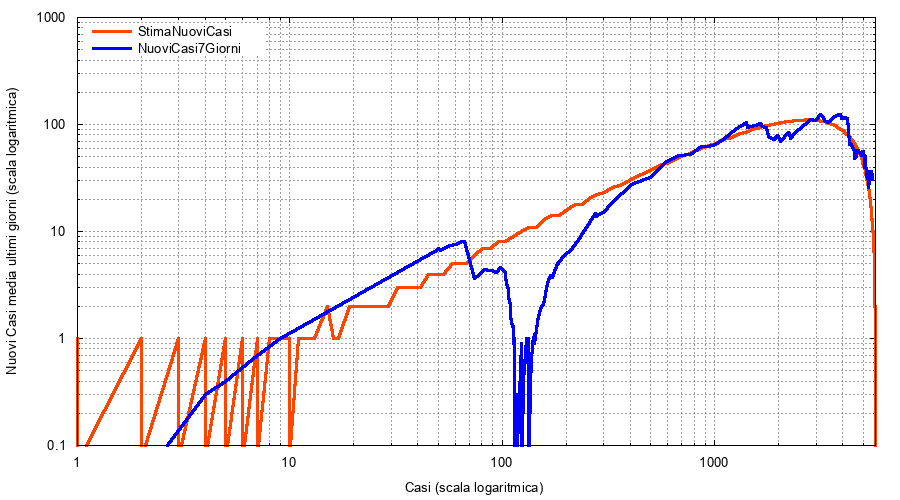 1000
100
10
1
0.1
Nuovi Casi media ultimi giorni (scala logaritmica)
StimaNuoviCasi
NuoviCasi7Giorni
1
10
100
1000
Casi (scala logaritmica)